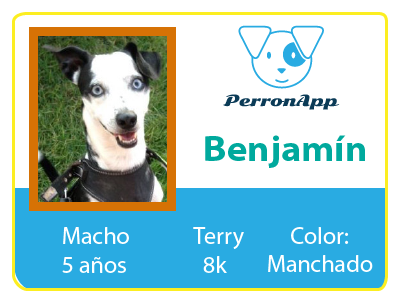 PerronApp
Benjamín
Macho
5 años
Terry
8k
Color:
Manchado